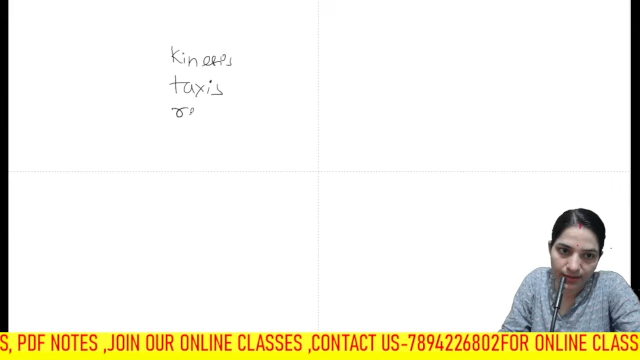 kinesis
taxis
S, PDF NOTES ,JOIN OUR ONLINE CLASSES ,CONTACT US-7894226802FOR ONLINE CLASS